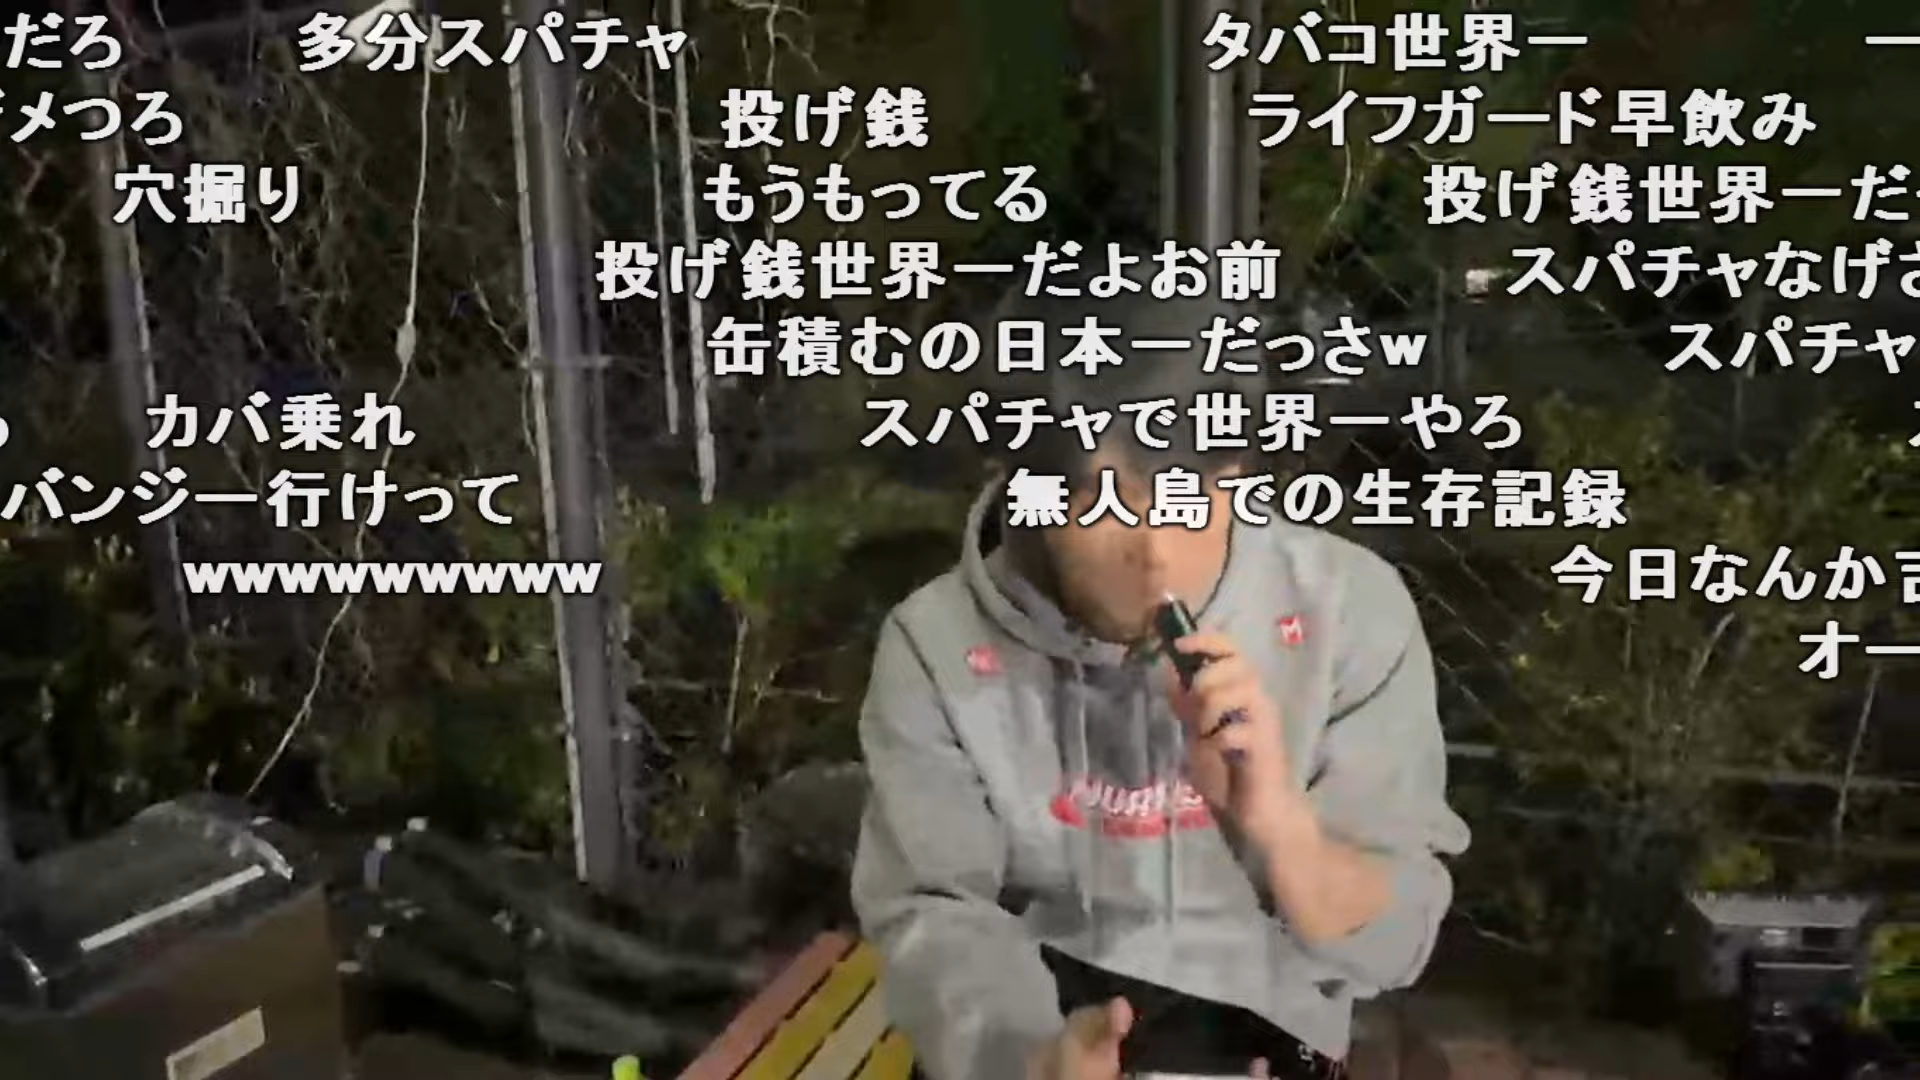 だろ 多分スパチャ タバコ世界一 一
メつろ 投げ銭 ライフガード早飲み
穴掘り もうもってる 投げ銭世界一だ
投げ銭世界一だよお前 スパチャなげさ
缶積むの日本一だっさw スパチャ
カバ乗れ スパチャで世界一やろ
バンジー行けって 無人島での生存記録
wwwwwwwwww 今日なんか言
オー
M